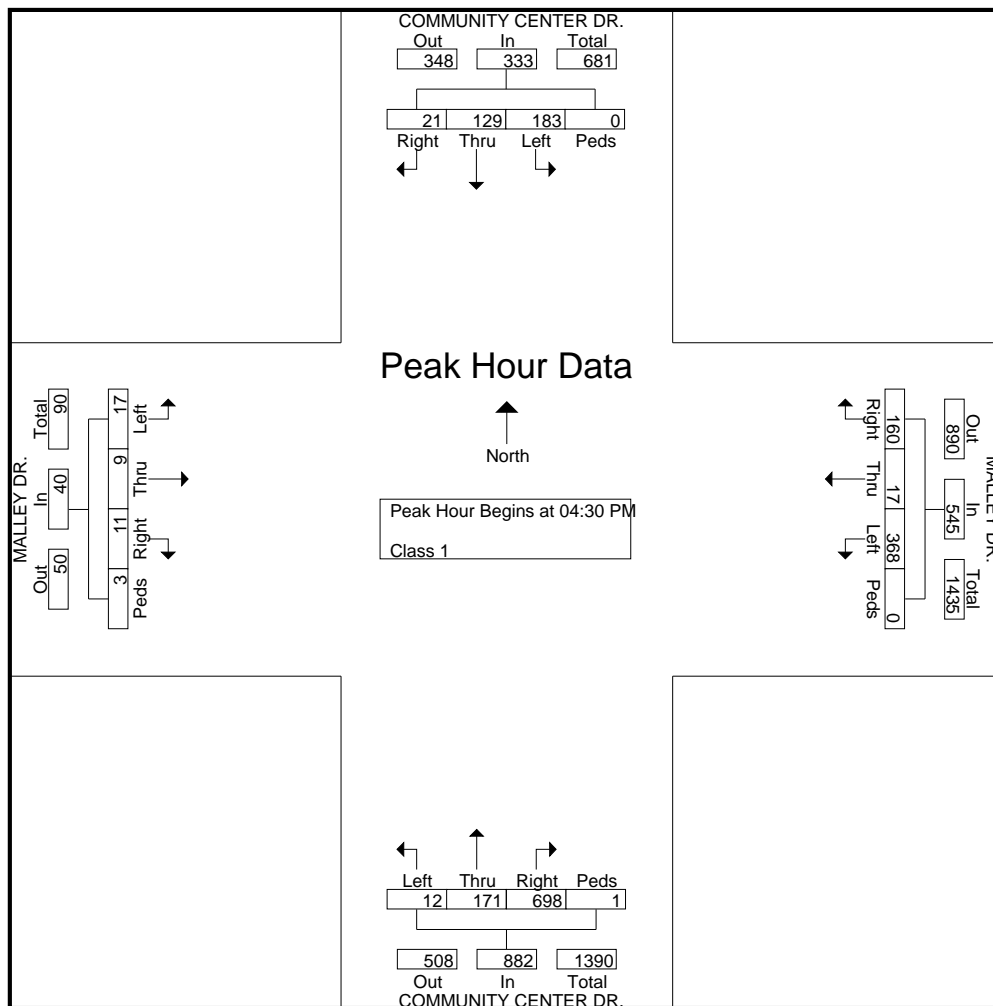 COMMUNITY CENTER DR.
Out In Total
348 333 681
21 129 183 0
Right Thru Left Peds
Peak Hour Data
North
Peak Hour Begins at 04:30 PM
Class 1
MALLEY DR.
Total In Out
90 40 50
17 9 11 3
Left Thru Right Peds
Right Thru Left Peds
160 17 368 0
Out In Total
890 545 1435
MALLEY DR.
Left Thru Right Peds
12 171 698 1
508 882 1390
Out In Total
COMMUNITY CENTER DR.